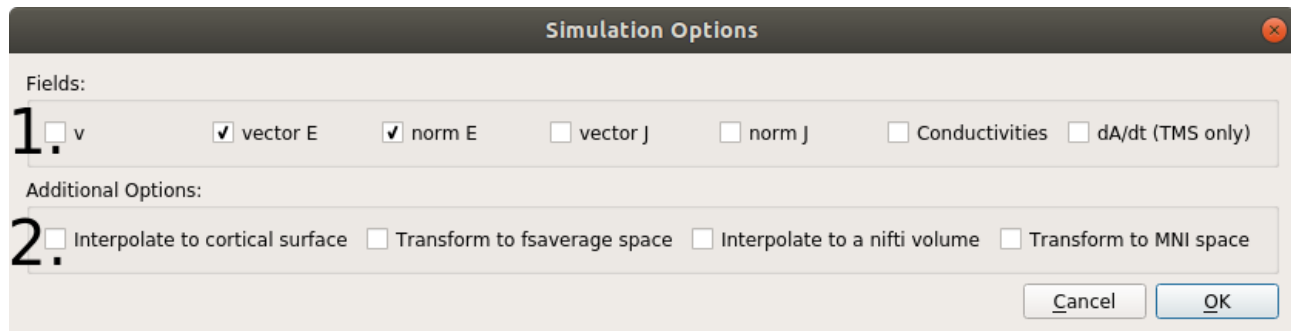 Simulation Options
Fields:
1. v vector E norm E vector J norm J Conductivities dA/dt (TMS only)
Additional Options:
2. Interpolate to cortical surface Transform to fsaverage space Interpolate to a nifti volume Transform to MNI space
Cancel OK